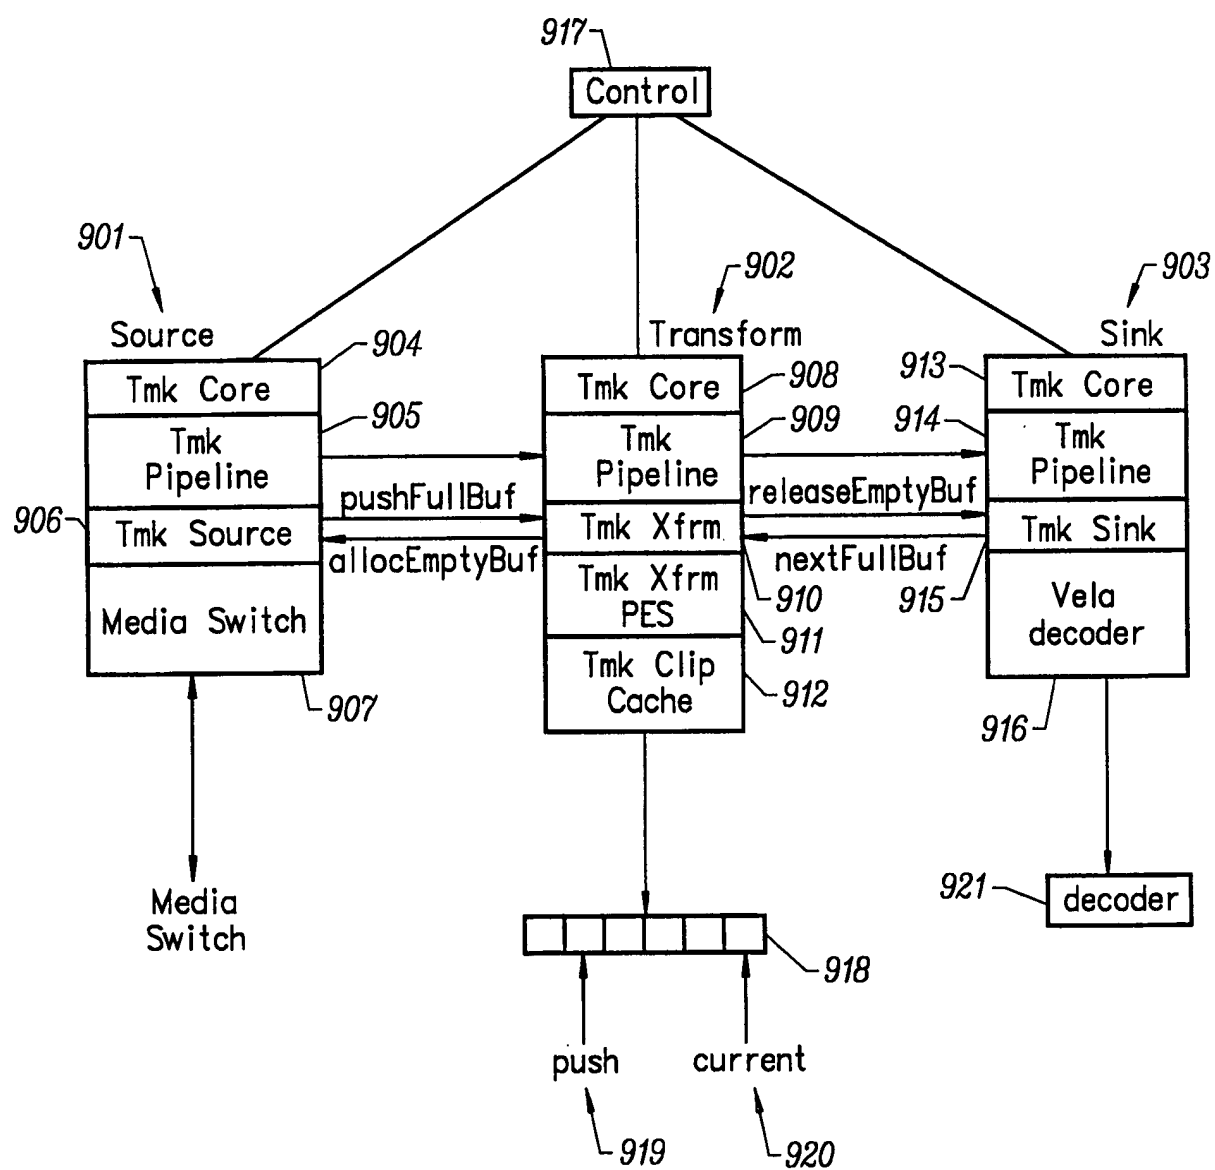 917
Control
901
902
903
Source
Transform
Sink
904
908
913
Tmk Core
Tmk Core
Tmk Core
905
909
914
Tmk
Pipeline
Tmk
Pipeline
Tmk
Pipeline
pushFullBuf
releaseEmptyBuf
906
Tmk Source
Tmk Xfrm
Tmk Sink
allocEmptyBuf
nextFullBuf
910
915
Media Switch
Tmk Xfrm
PES
911
Vela
decoder
Tmk Clip
Cache
912
907
916
Media
Switch
921
decoder
918
push
current
919
920